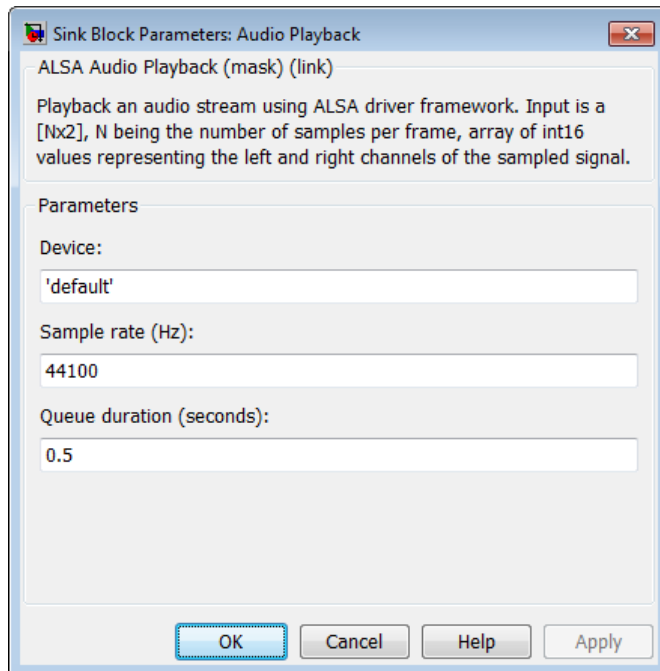 Sink Block Parameters: Audio Playback
ALSA Audio Playback (mask) (link)
Playback an audio stream using ALSA driver framework. Input is a
[Nx2], N being the number of samples per frame, array of int16
values representing the left and right channels of the sampled signal.
Parameters
Device:
'default'
Sample rate (Hz):
44100
Queue duration (seconds):
0.5
OK Cancel Help Apply